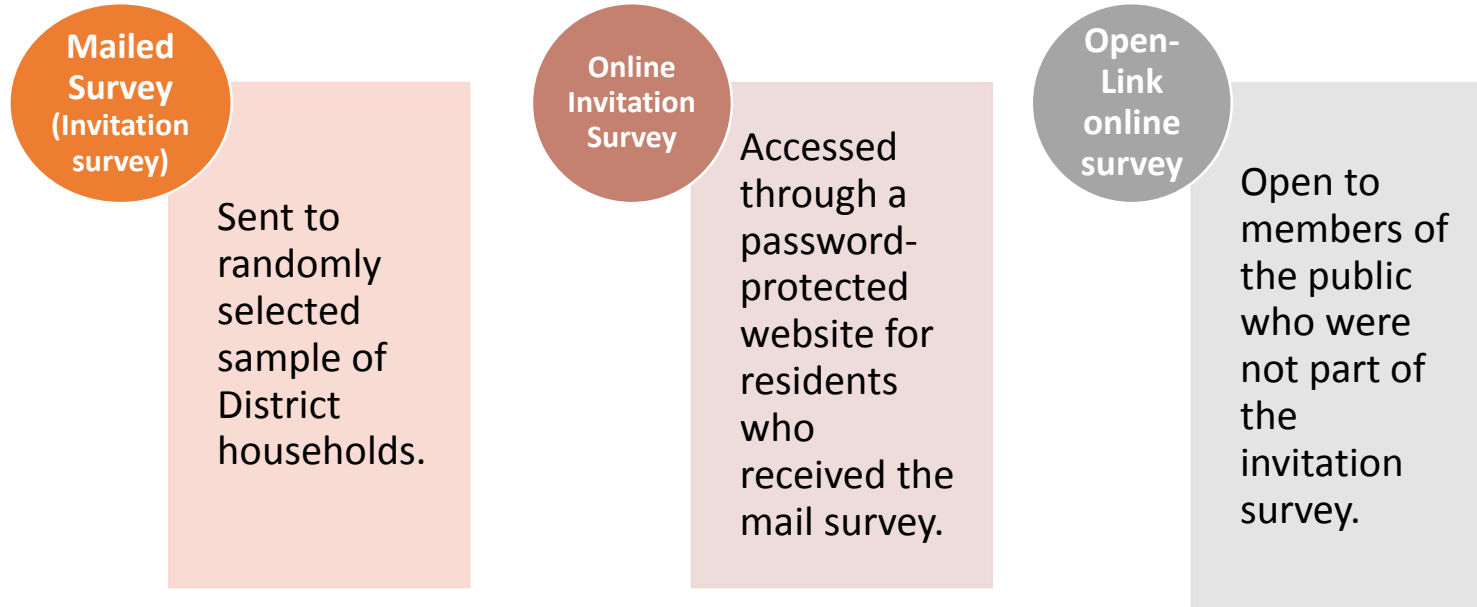 Mailed
Survey
(Invitation
survey)
Sent to
randomly
selected
sample of
District
households.
Online
Invitation
Survey
Accessed
through a
password-
protected
website for
residents
who
received the
mail survey.
Open-
Link
online
survey
Open to
members of
the public
who were
not part of
the
invitation
survey.